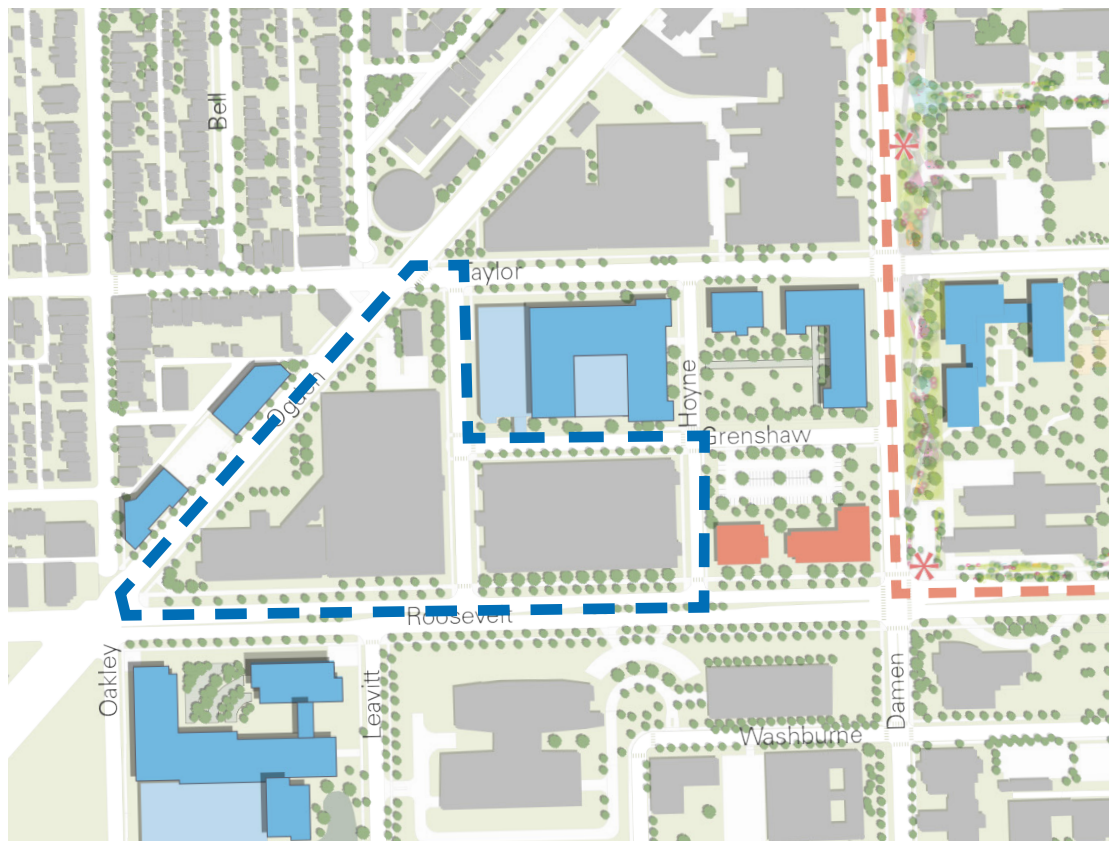 Bell
Taylor
Ogden
Hoyne
Grenshaw
Roosevelt
Oakley
Leavitt
Damen
Washburne